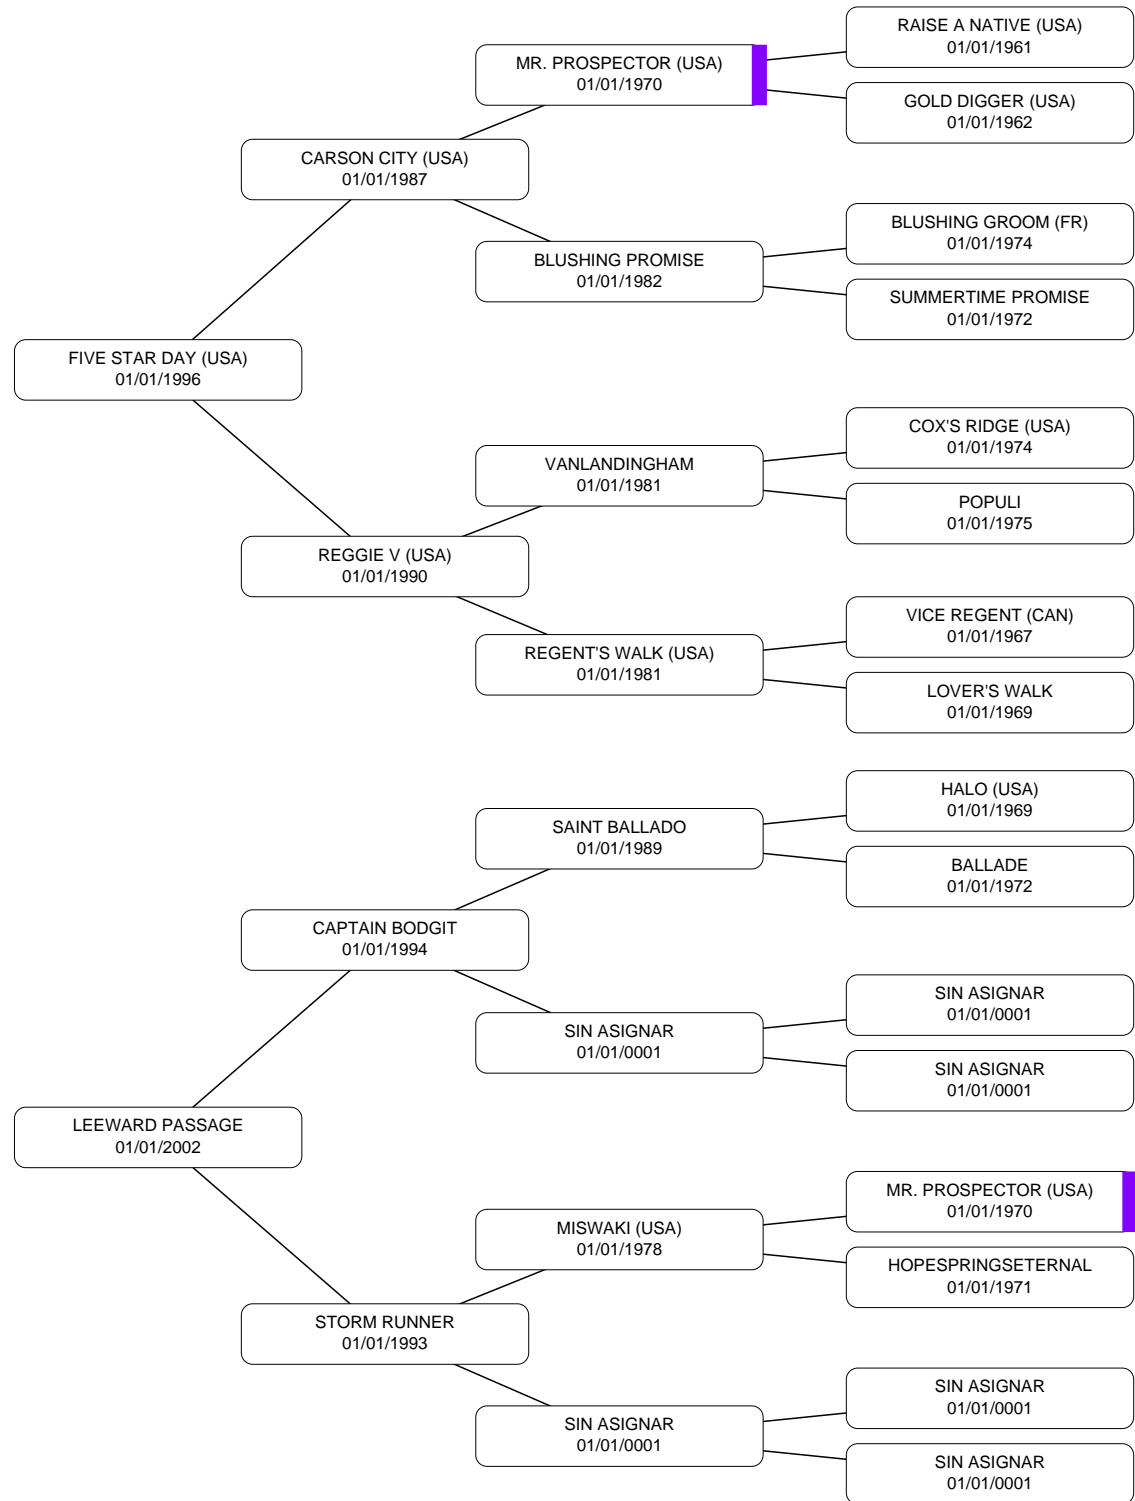 RAISE A NATIVE (USA)
01/01/1961
MR. PROSPECTOR (USA)
01/01/1970
GOLD DIGGER (USA)
01/01/1962
CARSON CITY (USA)
01/01/1987
BLUSHING GROOM (FR)
01/01/1974
BLUSHING PROMISE
01/01/1982
SUMMERTIME PROMISE
01/01/1972
FIVE STAR DAY (USA)
01/01/1996
COX'S RIDGE (USA)
01/01/1974
VANLANDINGHAM
01/01/1981
POPULI
01/01/1975
REGGIE V (USA)
01/01/1990
VICE REGENT (CAN)
01/01/1967
REGENT'S WALK (USA)
01/01/1981
LOVER'S WALK
01/01/1969
HALO (USA)
01/01/1969
SAINT BALLADO
01/01/1989
BALLADE
01/01/1972
CAPTAIN BODGIT
01/01/1994
SIN ASIGNAR
01/01/0001
SIN ASIGNAR
01/01/0001
SIN ASIGNAR
01/01/0001
LEEWARD PASSAGE
01/01/2002
MR. PROSPECTOR (USA)
01/01/1970
MISWAKI (USA)
01/01/1978
HOPESPRINGSETERNAL
01/01/1971
STORM RUNNER
01/01/1993
SIN ASIGNAR
01/01/0001
SIN ASIGNAR
01/01/0001
SIN ASIGNAR
01/01/0001